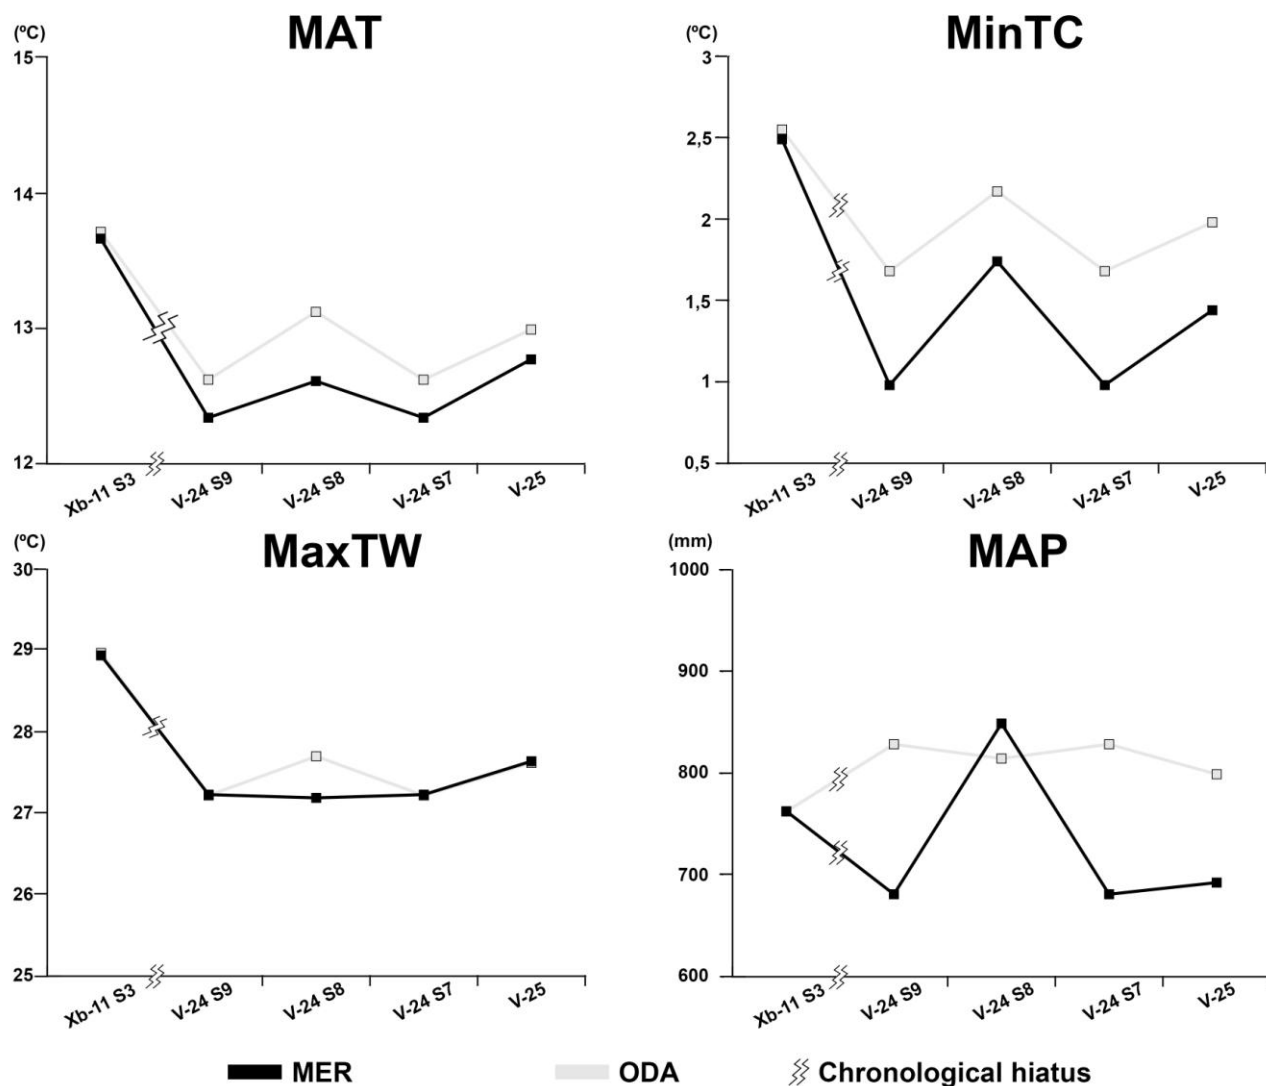 MAT
(ºC)
15
14
13
12
Xb-11 S3
V-24 S9
V-24 S8
V-24 S7
V-25
MinTC
(ºC)
3
2,5
2
1,5
1
0,5
Xb-11 S3
V-24 S9
V-24 S8
V-24 S7
V-25
MaxTW
(ºC)
30
29
28
27
26
25
Xb-11 S3
V-24 S9
V-24 S8
V-24 S7
V-25
MAP
(mm)
1000
900
800
700
600
Xb-11 S3
V-24 S9
V-24 S8
V-24 S7
V-25
MER
ODA
Chronological hiatus